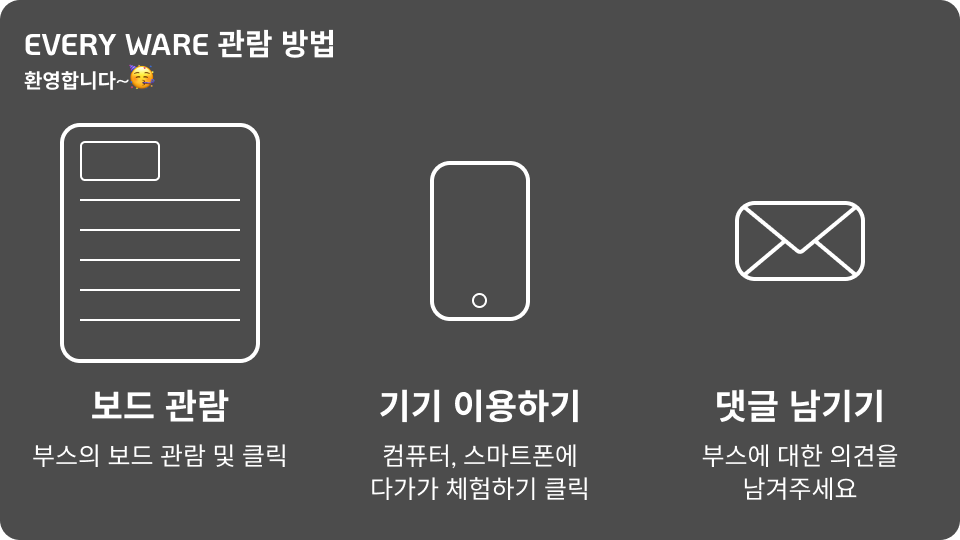 EVERY WARE 관람 방법
환영합니다~🥳
보드 관람
부스의 보드 관람 및 클릭
기기 이용하기
컴퓨터, 스마트폰에
다가가 체험하기 클릭
댓글 남기기
부스에 대한 의견을
남겨주세요